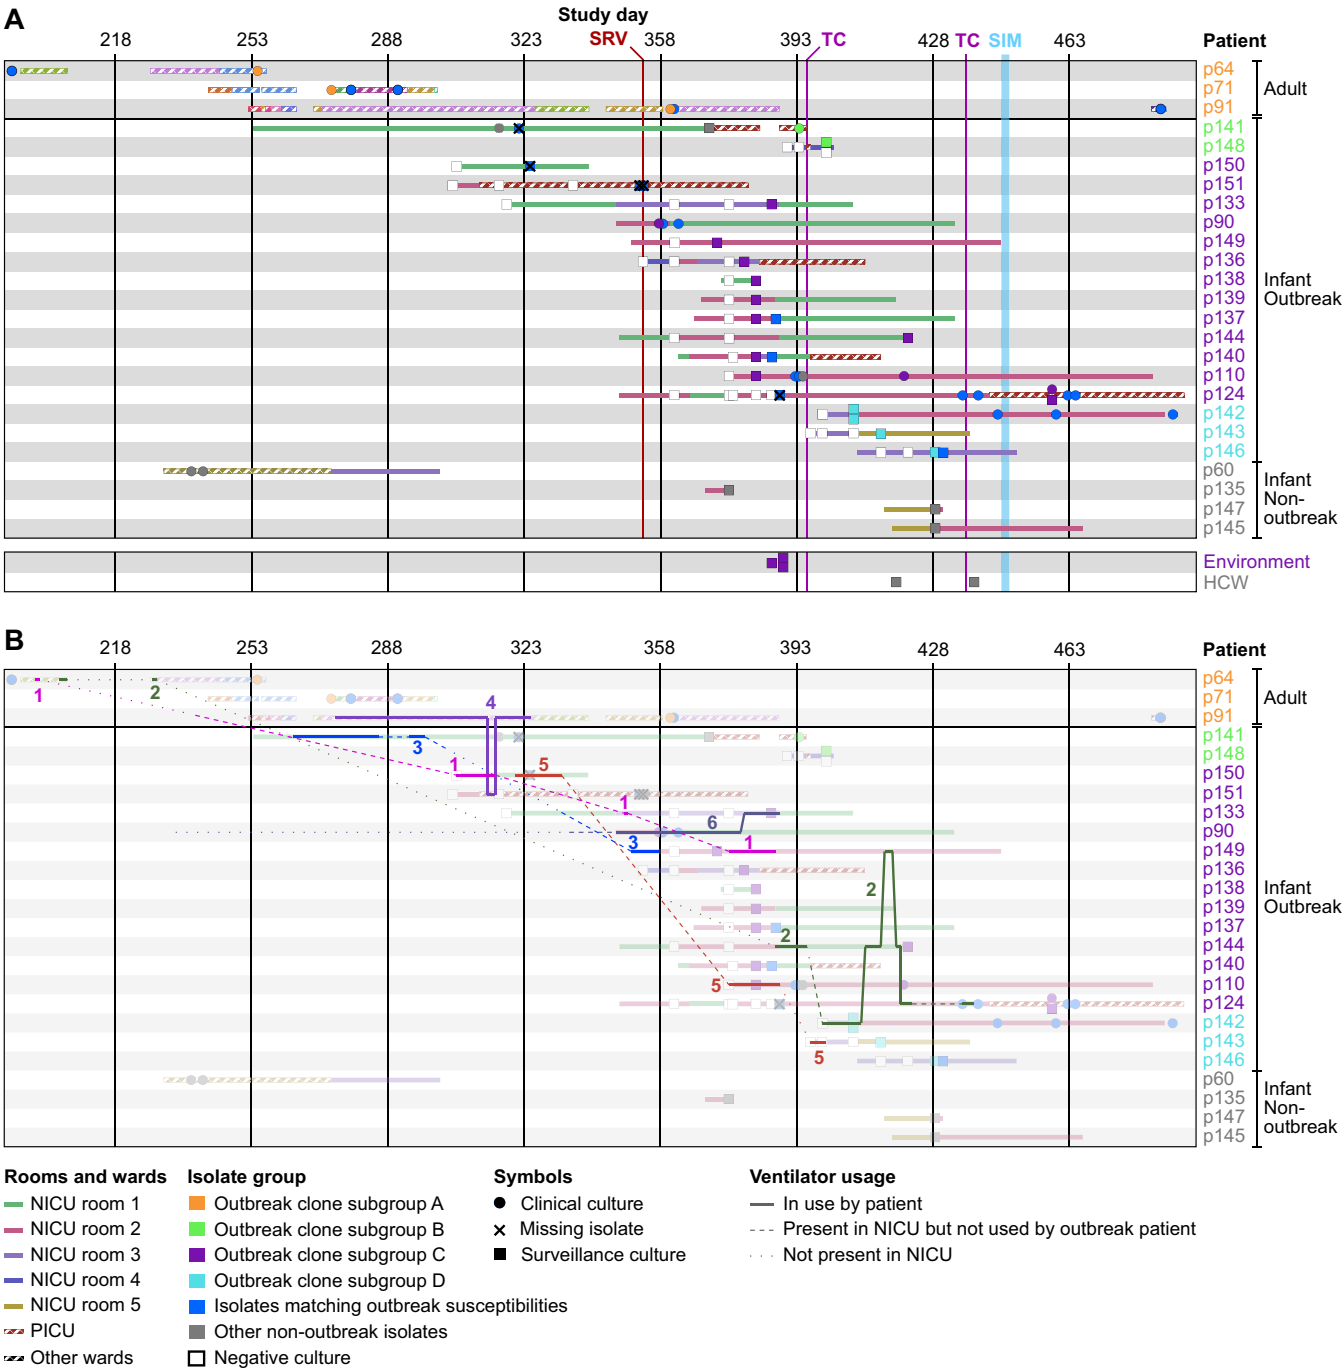 A
Study day
SRV TC TC SIM
218 253 288 323 358 393 428 463 Patient
p64
p71
p91
Adult
p141
p148
p150
p151
p133
p90
p149
p136
p138
p139
p137
p144
p140
p110
p124
p142
p143
p146
Infant
Outbreak
p60
p135
p147
p145
Infant
Non-
outbreak
Environment
HCW
B
218 253 288 323 358 393 428 463 Patient
p64
p71
p91
Adult
p141
p148
p150
p151
p133
p90
p149
p136
p138
p139
p137
p144
p140
p110
p124
p142
p143
p146
Infant
Outbreak
p60
p135
p147
p145
Infant
Non-
outbreak
1
2
4
3
1
5
1
6
3
1
2
2
5
5
Rooms and wards
NICU room 1
NICU room 2
NICU room 3
NICU room 4
NICU room 5
PICU
Other wards
Isolate group
Outbreak clone subgroup A
Outbreak clone subgroup B
Outbreak clone subgroup C
Outbreak clone subgroup D
Isolates matching outbreak susceptibilities
Other non-outbreak isolates
Negative culture
Symbols
Clinical culture
Missing isolate
Surveillance culture
Ventilator usage
In use by patient
Present in NICU but not used by outbreak patient
Not present in NICU